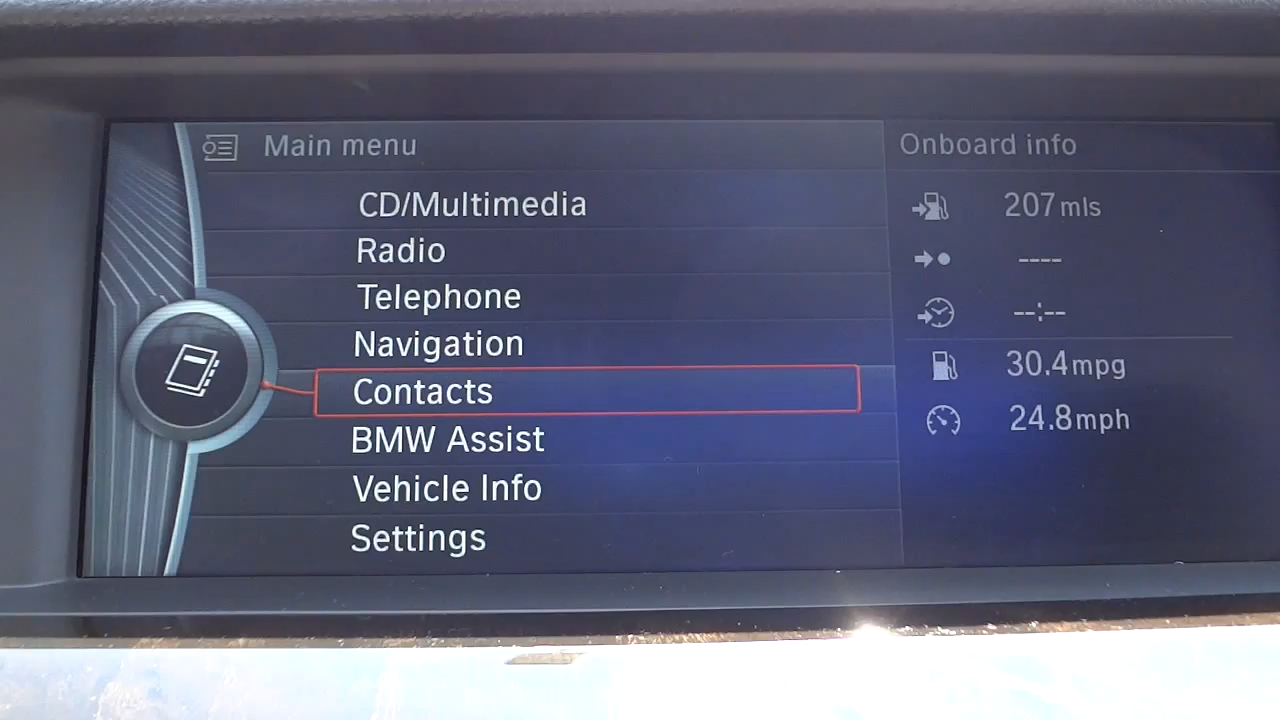 Main menu
CD/Multimedia
Radio
Telephone
Navigation
Contacts
BMW Assist
Vehicle Info
Settings
Onboard info
207 mls
----
--:--
30.4 mpg
24.8 mph